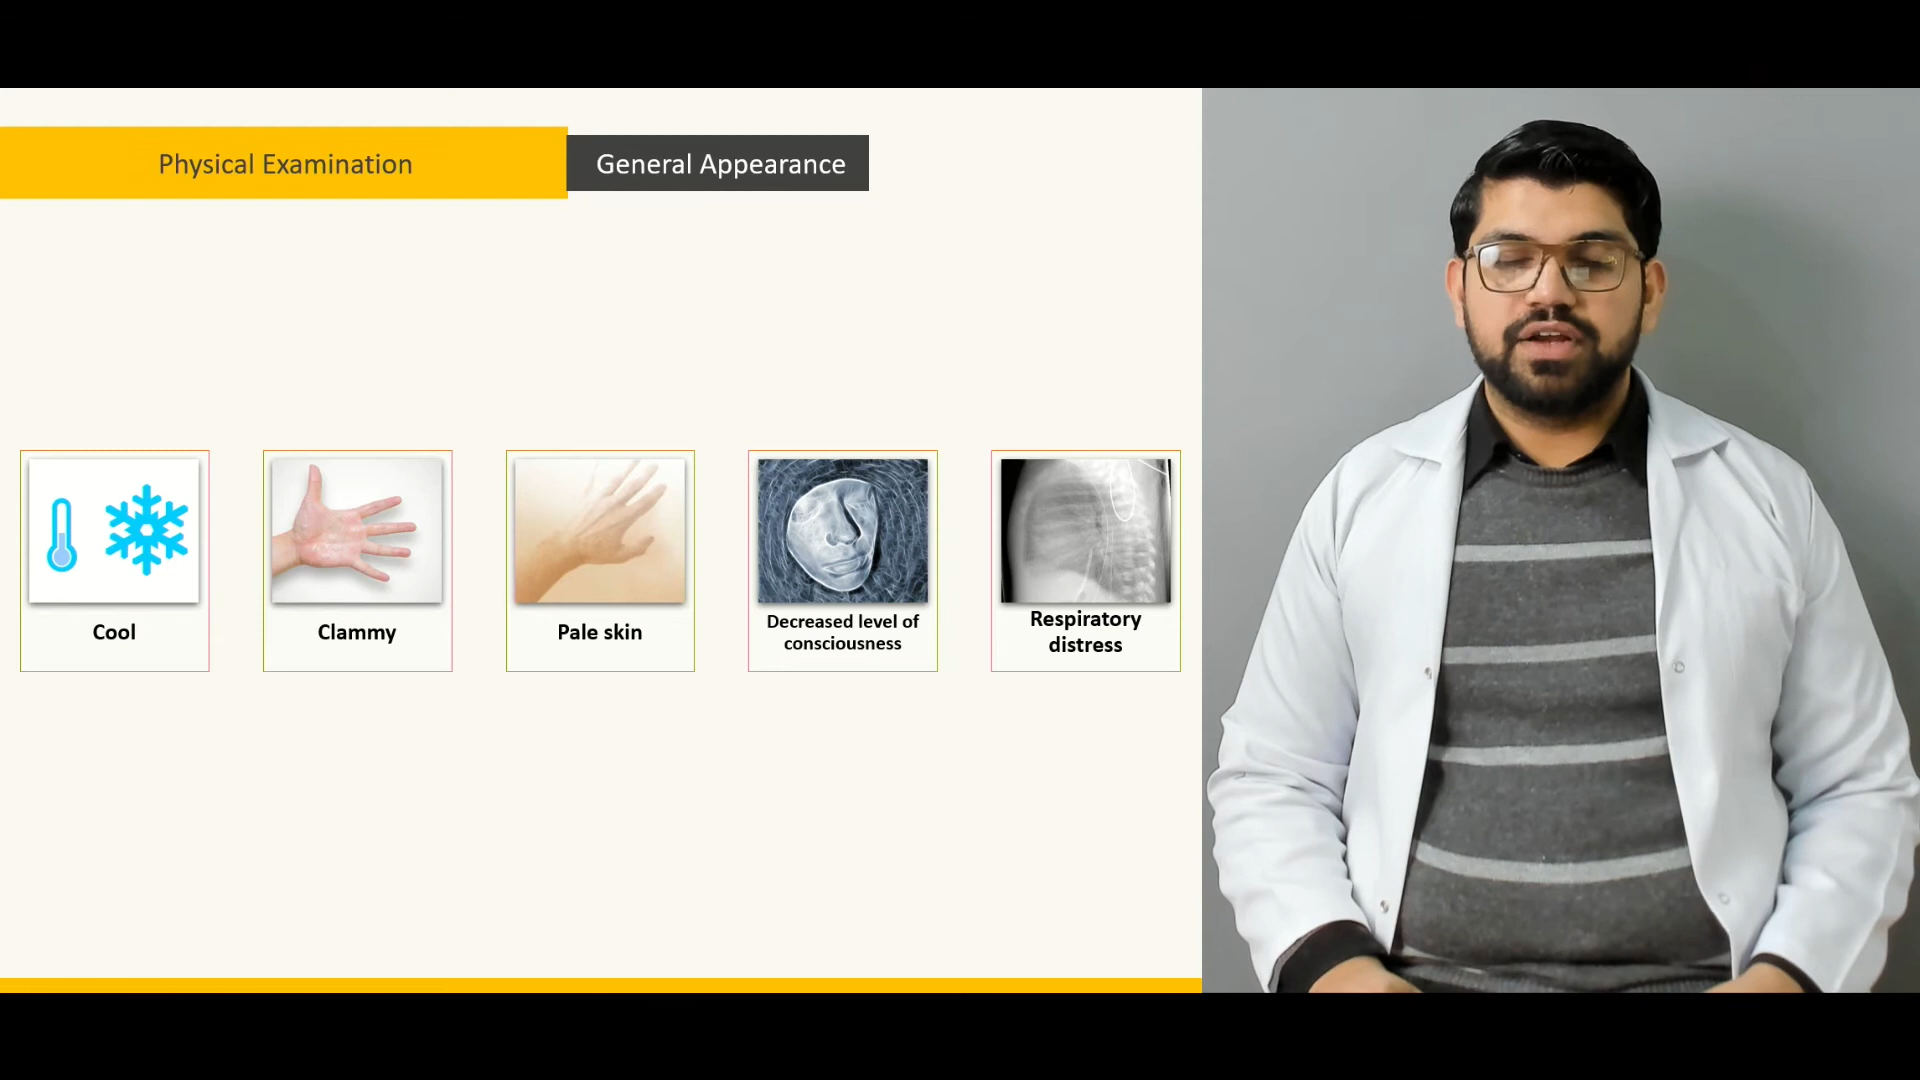 Physical Examination
General Appearance
Cool
Clammy
Pale skin
Decreased level of
consciousness
Respiratory
distress